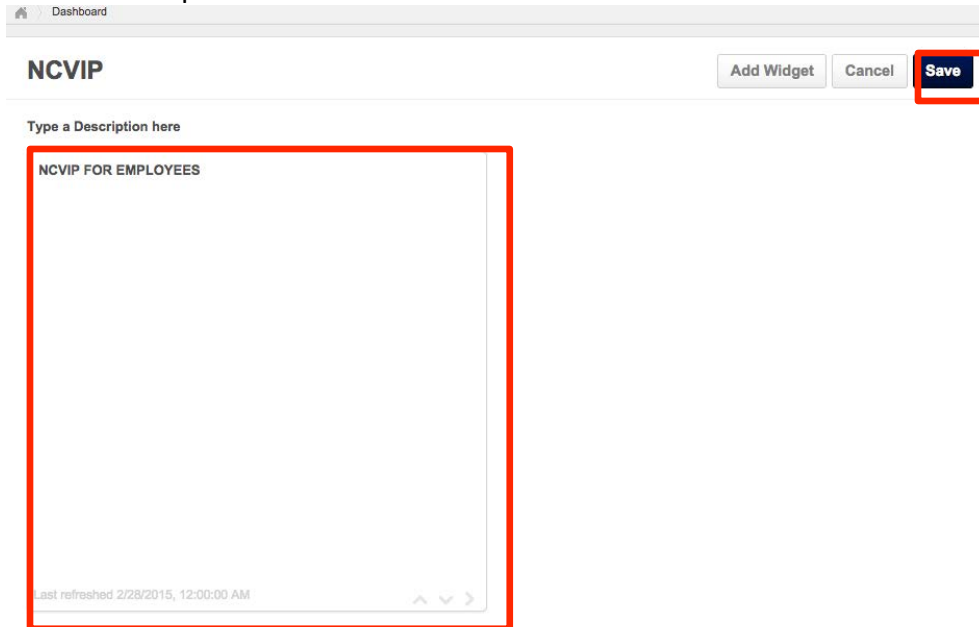 Dashboard
NCVIP
Add Widget Cancel Save
Type a Description here
NCVIP FOR EMPLOYEES
Last refreshed 2/28/2015, 12:00:00 AM